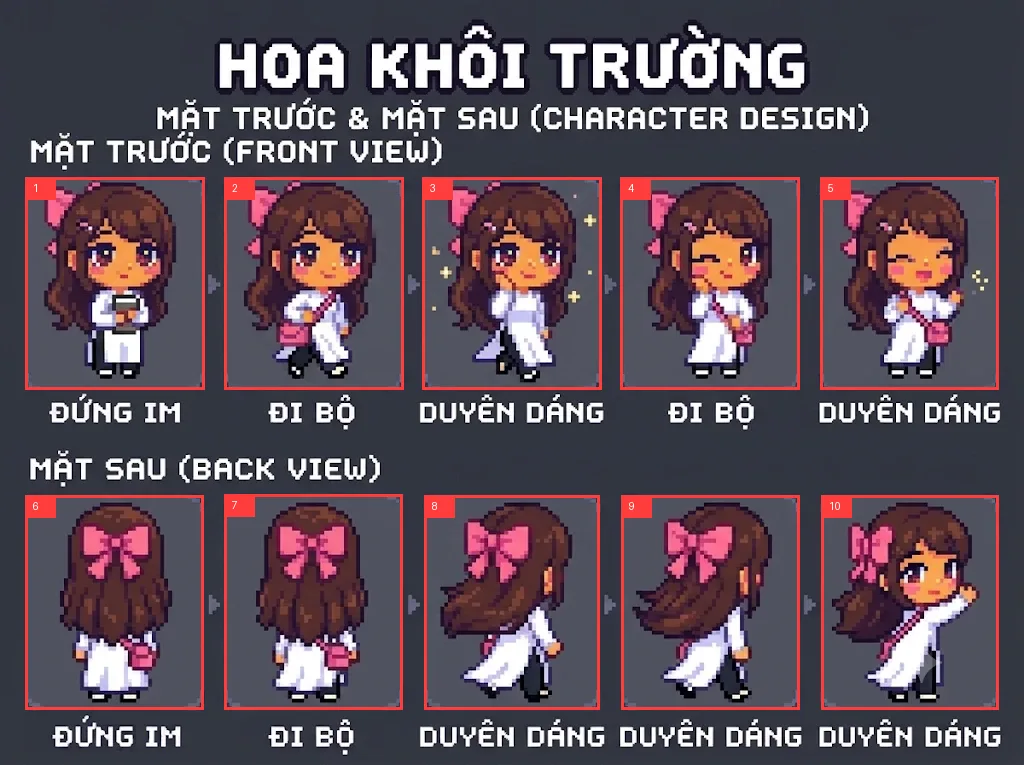 HOA KHÔI TRƯỜNG
MẶT TRƯỚC & MẶT SAU (CHARACTER DESIGN)
MẶT TRƯỚC (FRONT VIEW)
1 2 3 4 5
ĐỨNG IM ĐI BỘ DUYÊN DÁNG ĐI BỘ DUYÊN DÁNG
MẶT SAU (BACK VIEW)
6 7 8 9 10
ĐỨNG IM ĐI BỘ DUYÊN DÁNG DUYÊN DÁNG DUYÊN DÁNG